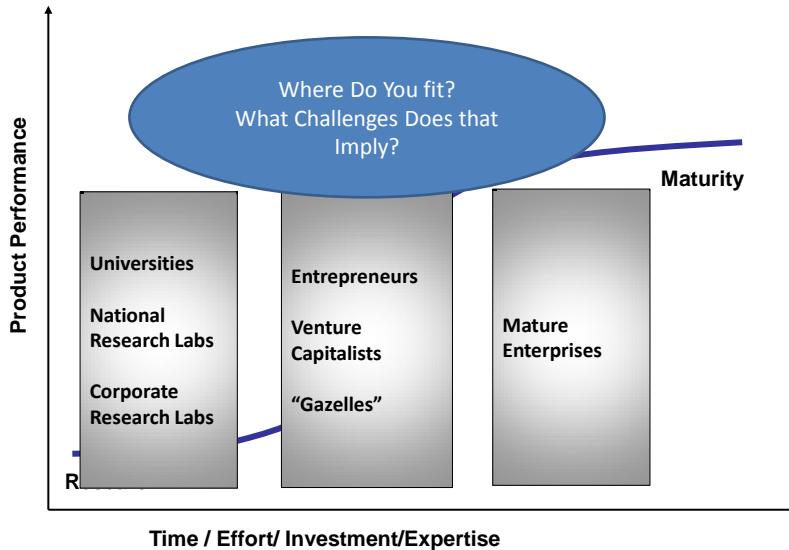 Where Do You fit?
What Challenges Does that
Imply?
Product Performance
Maturity
Universities
National
Research Labs
Corporate
Research Labs
Entrepreneurs
Venture
Capitalists
“Gazelles”
Mature
Enterprises
Time / Effort/ Investment/Expertise